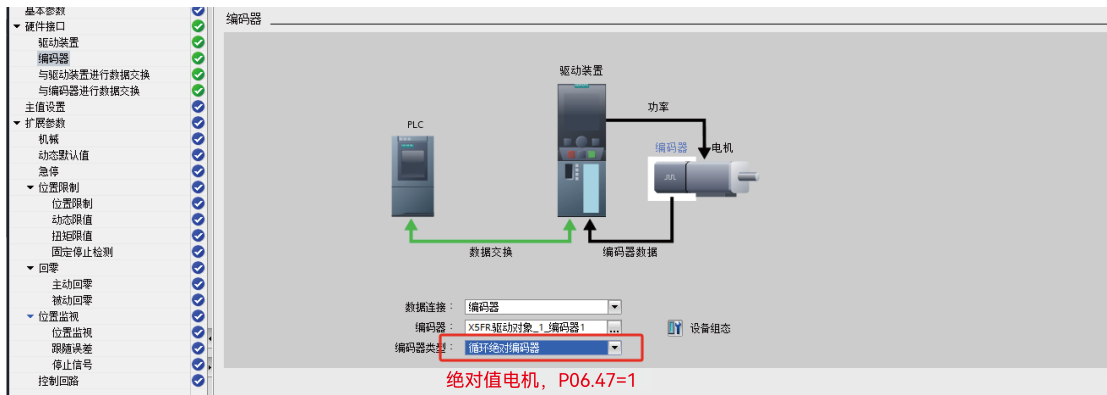 基本参数
硬件接口
驱动装置
编码器
与驱动装置进行数据交换
与编码器进行数据交换
主值设置
扩展参数
机械
动态默认值
急停
位置限制
位置限制
动态限值
扭矩限值
固定停止检测
回零
主动回零
被动回零
位置监视
位置监视
跟随误差
停止信号
控制回路
编码器
驱动装置
功率
PLC
编码器
电机
数据交换
编码器数据
数据连接：
编码器
编码器：
X5FR.驱动对象_1_编码器1
...
设备组态
编码器类型：
循环绝对编码器
绝对值电机，P06.47=1